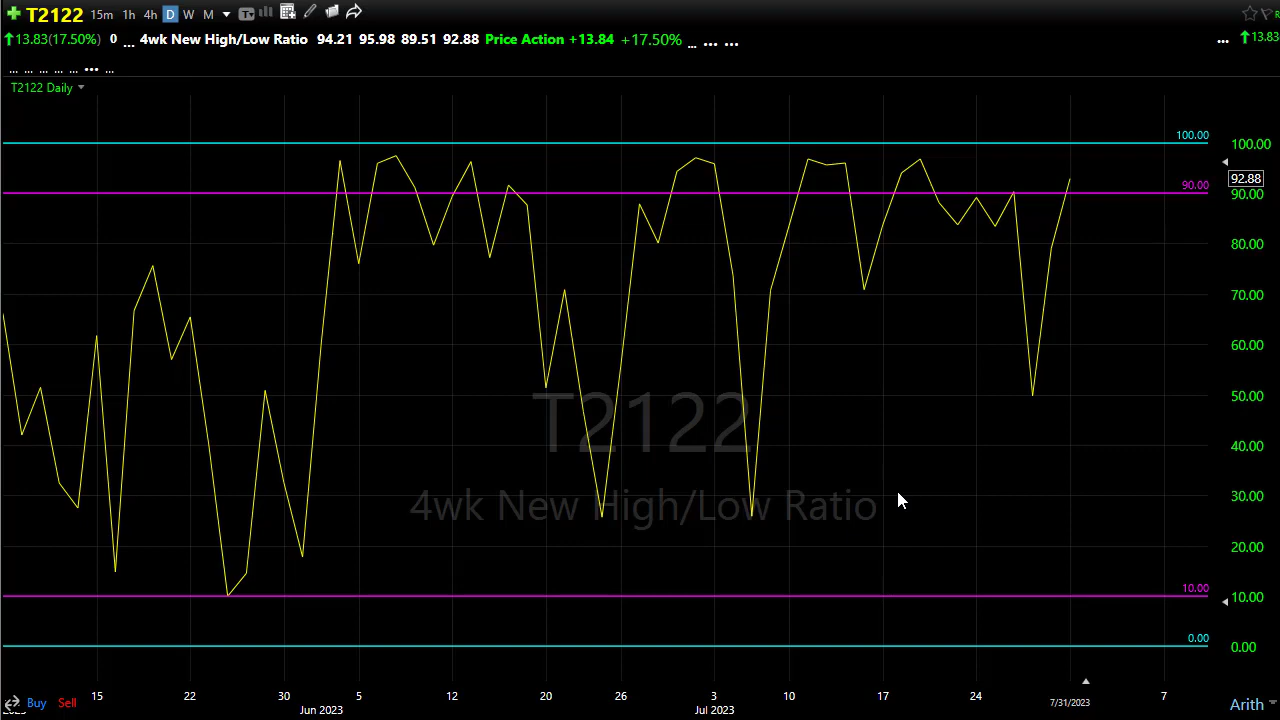 T2122 15m 1h 4h D W M
13.83(17.50%) 0 ... 4wk New High/Low Ratio 94.21 95.98 89.51 92.88 Price Action +13.84 +17.50% ... ... ... ... 13.83
... ... ... ... ... ... ...
T2122 Daily
100.00
100.00
92.88
90.00
90.00
80.00
70.00
60.00
50.00
T2122
40.00
4wk New High/Low Ratio
30.00
20.00
10.00
10.00
0.00
0.00
15 22 30 5 12 20 26 3 10 17 24 7
Buy Sell
7/31/2023
Jun 2023 Jul 2023
Arith